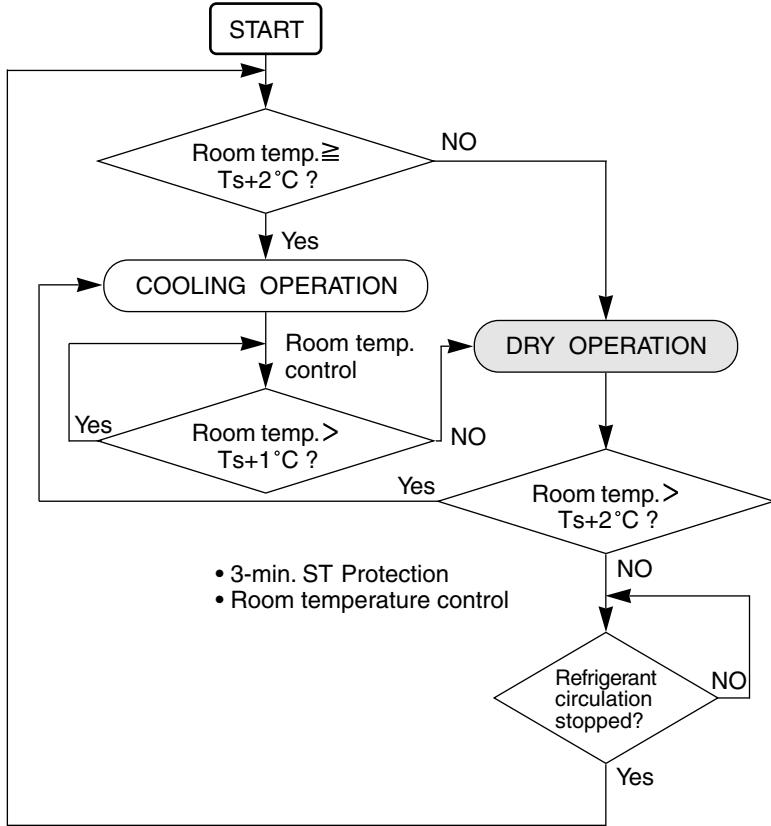 START
Room temp.≧
Ts+2°C ?
NO
Yes
COOLING OPERATION
Room temp.
control
DRY OPERATION
Yes
Room temp.>
Ts+1°C ?
NO
Yes
Room temp.>
Ts+2°C ?
• 3-min. ST Protection
• Room temperature control
NO
Refrigerant
circulation
stopped?
NO
Yes